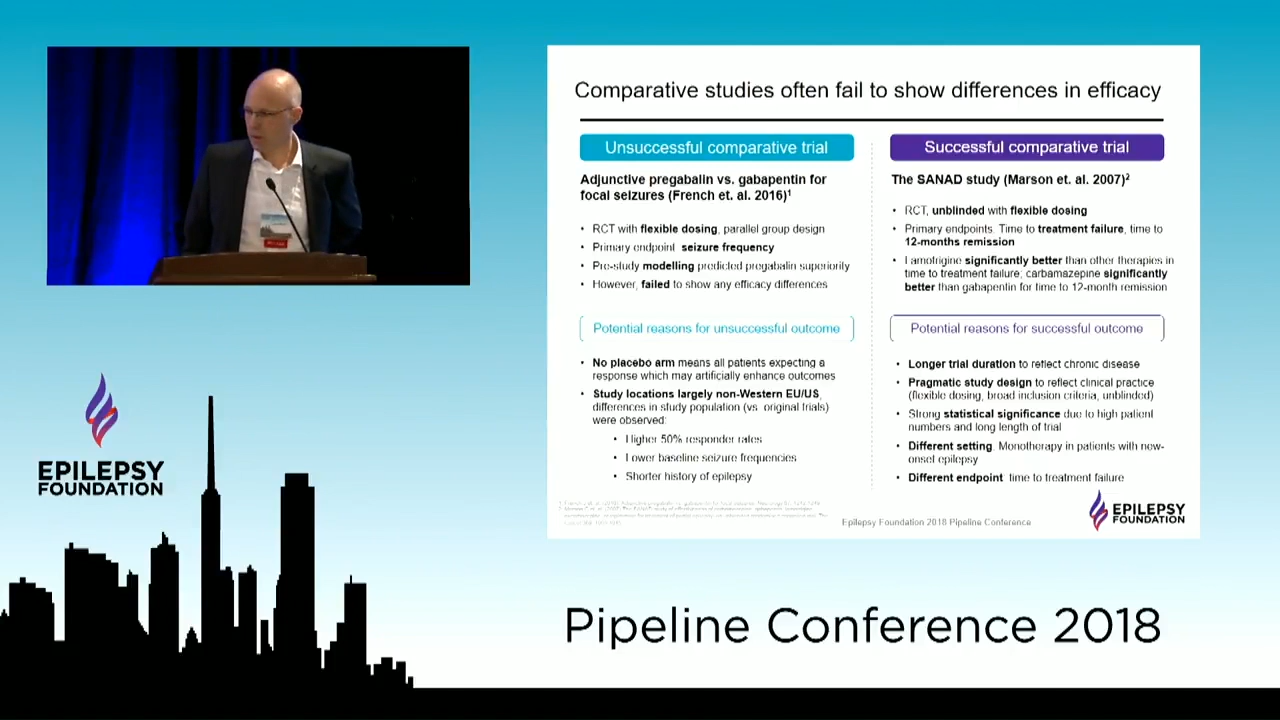 Comparative studies often fail to show differences in efficacy
Unsuccessful comparative trial
Adjunctive pregabalin vs. gabapentin for
focal seizures (French et. al. 2016)¹
• RCT with flexible dosing, parallel group design
• Primary endpoint seizure frequency
• Pre-study modelling predicted pregabalin superiority
• However, failed to show any efficacy differences
Potential reasons for unsuccessful outcome
• No placebo arm means all patients expecting a
response which may artificially enhance outcomes
• Study locations largely non-Western EU/US,
differences in study population (vs original trials)
were observed:
• Higher 50% responder rates
• Lower baseline seizure frequencies
• Shorter history of epilepsy
Successful comparative trial
The SANAD study (Marson et. al. 2007)²
• RCT, unblinded with flexible dosing
• Primary endpoints. Time to treatment failure, time to
12-months remission
• Lamotrigine significantly better than other therapies in
time to treatment failure; carbamazepine significantly
better than gabapentin for time to 12-month remission
Potential reasons for successful outcome
• Longer trial duration to reflect chronic disease
• Pragmatic study design to reflect clinical practice
(flexible dosing, broad inclusion criteria, unblinded)
• Strong statistical significance due to high patient
numbers and long length of trial
• Different setting. Monotherapy in patients with new-
onset epilepsy
• Different endpoint time to treatment failure
Epilepsy Foundation 2018 Pipeline Conference
EPILEPSY
FOUNDATION
EPILEPSY
FOUNDATION
Pipeline Conference 2018